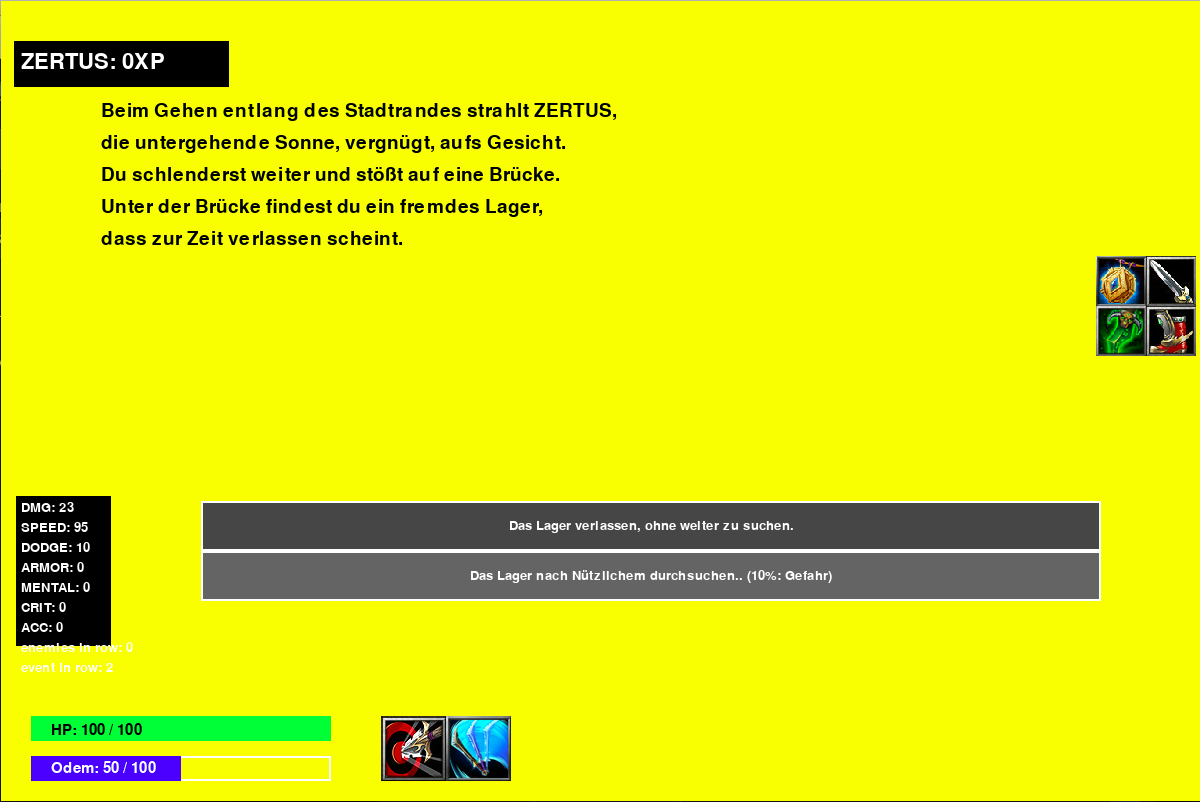 ZERTUS: 0XP
Beim Gehen entlang des Stadtrandes strahlt ZERTUS,
die untergehende Sonne, vergnügt, aufs Gesicht.
Du schlenderst weiter und stößt auf eine Brücke.
Unter der Brücke findest du ein fremdes Lager,
dass zur Zeit verlassen scheint.
DMG: 23
SPEED: 95
DODGE: 10
ARMOR: 0
MENTAL: 0
CRIT: 0
ACC: 0
enemies in row: 0
event in row: 2
Das Lager verlassen, ohne weiter zu suchen.
Das Lager nach Nützlichem durchsuchen.. (10%: Gefahr)
HP: 100 / 100
Odem: 50 / 100